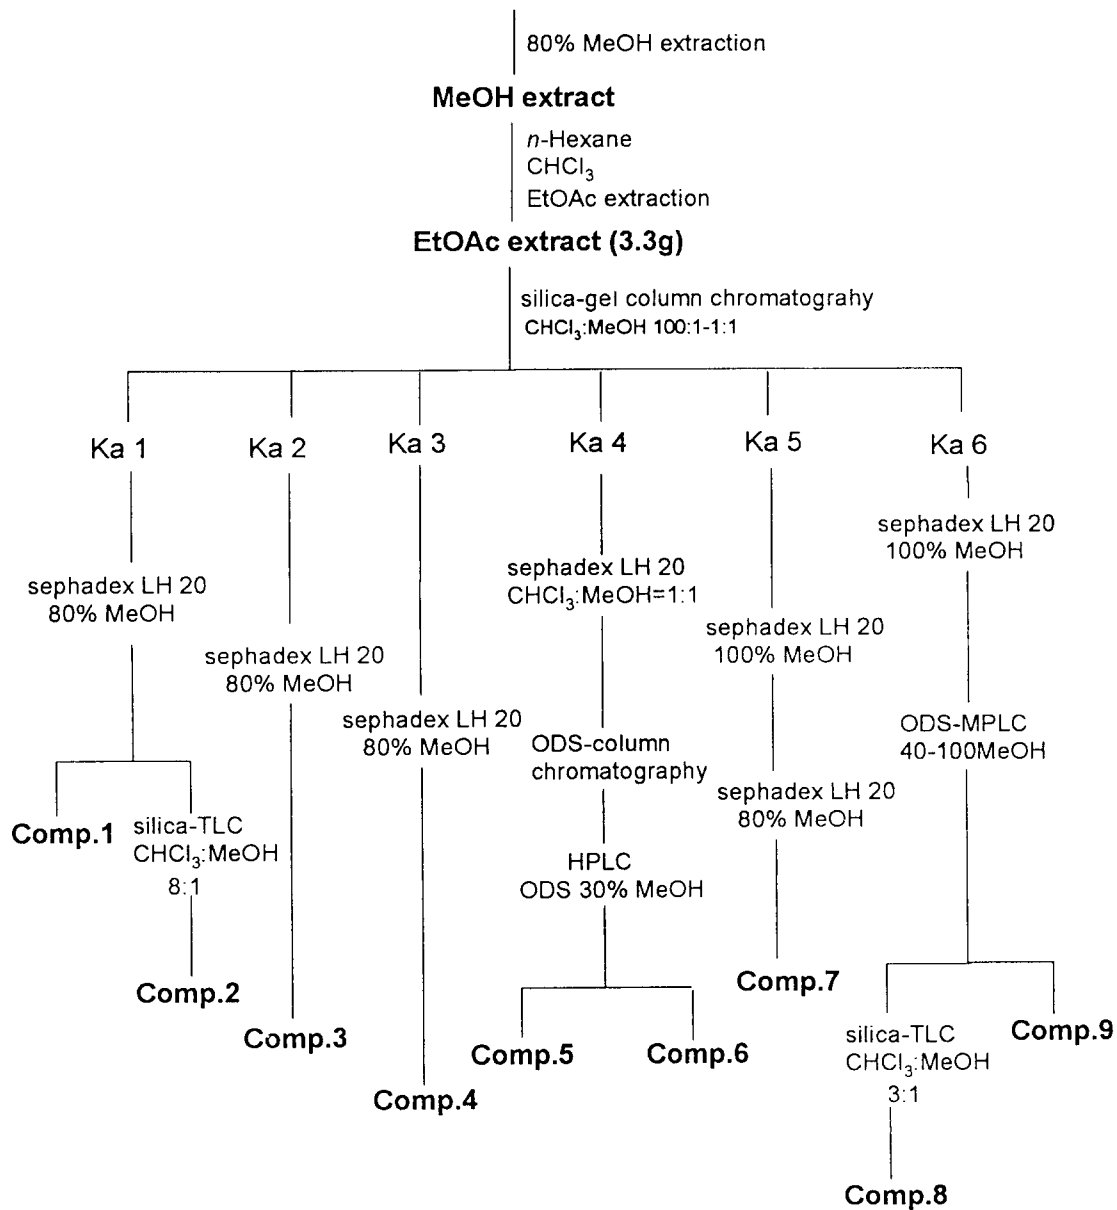 80% MeOH extraction
MeOH extract
n-Hexane
CHCl₃
EtOAc extraction
EtOAc extract (3.3g)
silica-gel column chromatograhy
CHCl₃:MeOH 100:1-1:1
Ka 1
Ka 2
Ka 3
Ka 4
Ka 5
Ka 6
sephadex LH 20
80% MeOH
Comp.1
silica-TLC
CHCl₃:MeOH
8:1
Comp.2
sephadex LH 20
80% MeOH
Comp.3
sephadex LH 20
80% MeOH
Comp.4
sephadex LH 20
CHCl₃:MeOH=1:1
ODS-column
chromatography
HPLC
ODS 30% MeOH
Comp.5
Comp.6
sephadex LH 20
100% MeOH
sephadex LH 20
80% MeOH
Comp.7
sephadex LH 20
100% MeOH
ODS-MPLC
40-100MeOH
silica-TLC
CHCl₃:MeOH
3:1
Comp.8
Comp.9